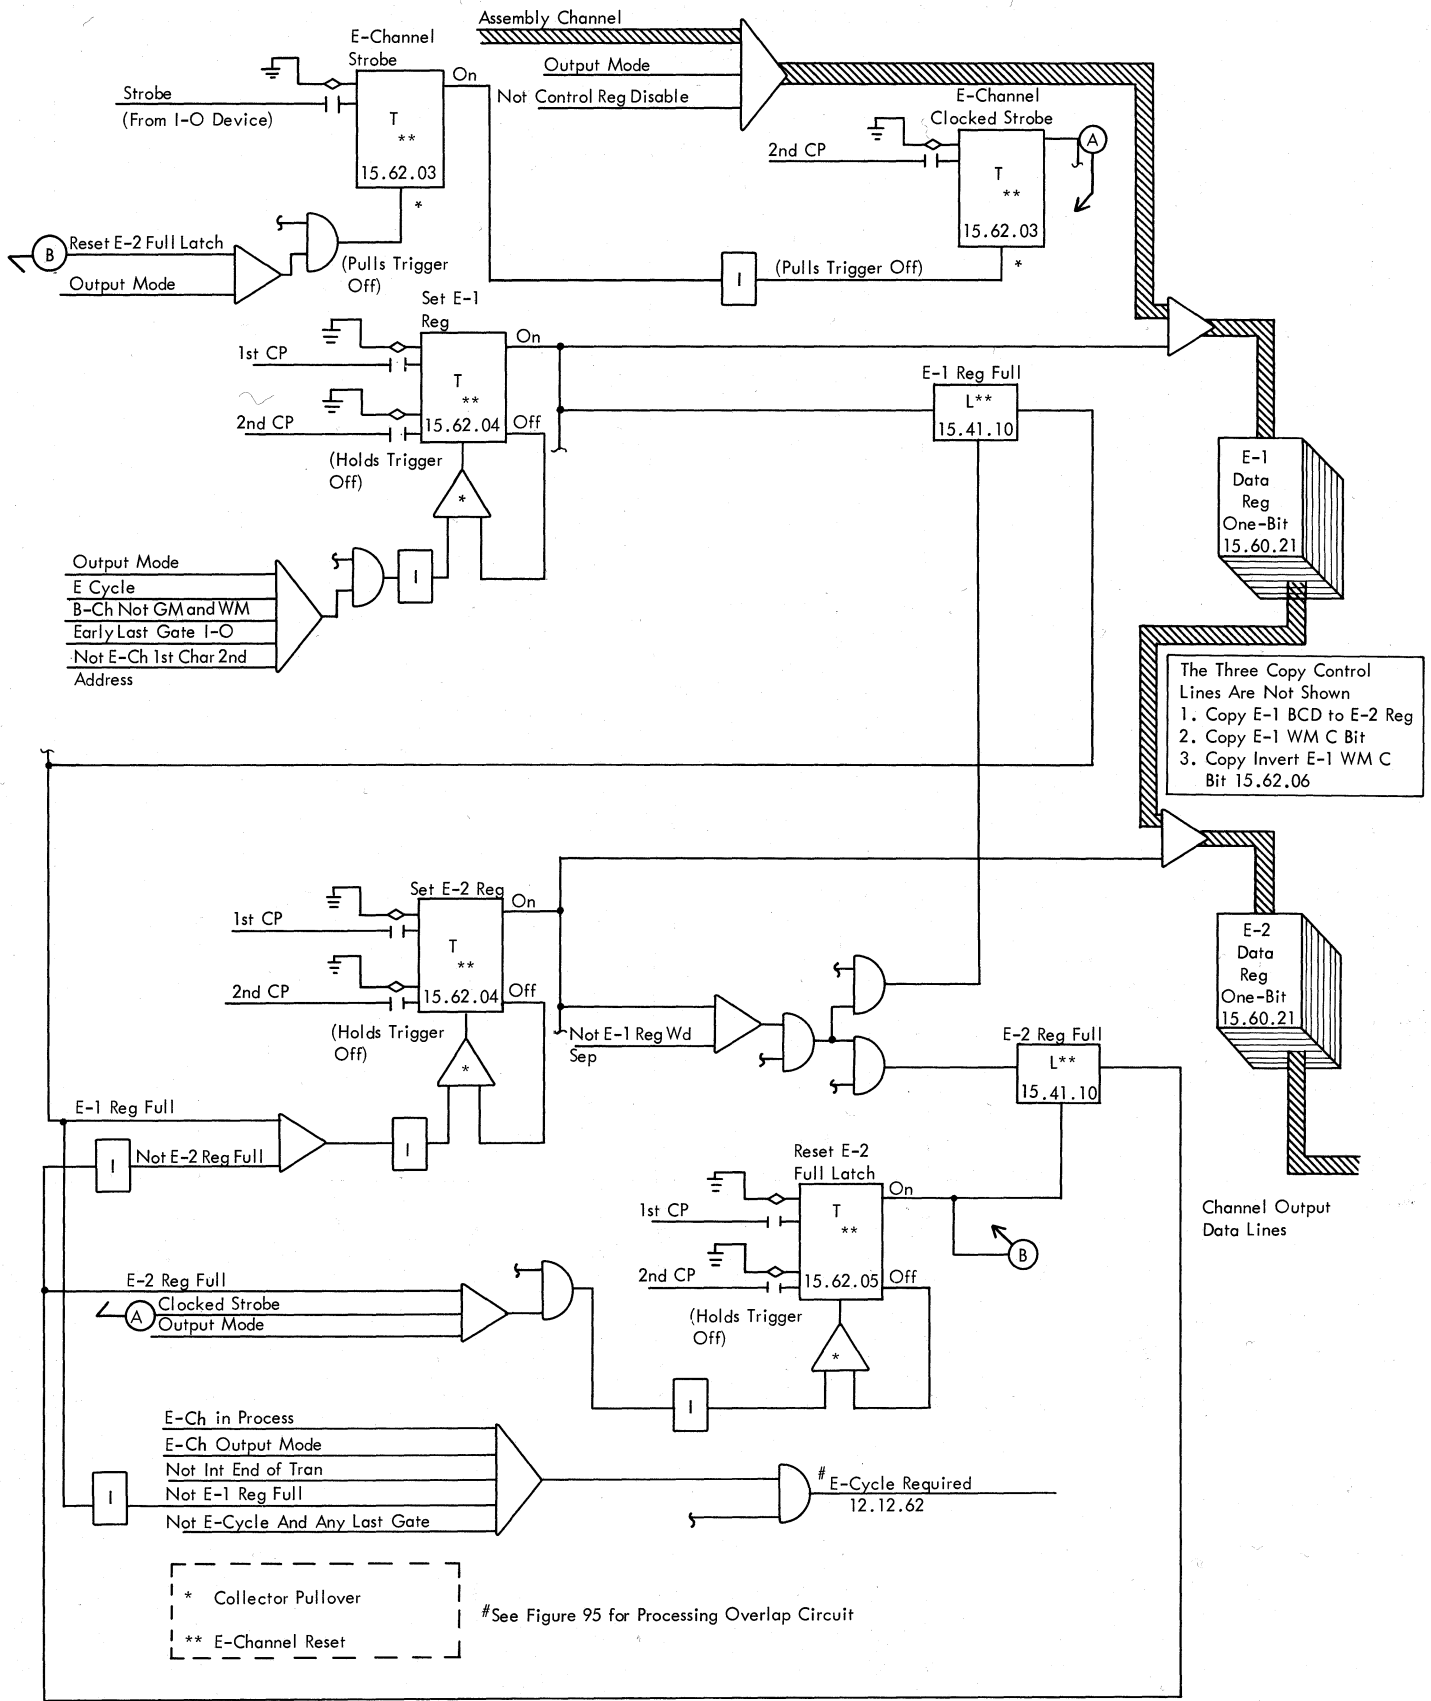 Assembly Channel
E-Channel
Strobe
On
Output Mode
Strobe
(From I-O Device)
T
**
15.62.03
*
Not Control Reg Disable
E-Channel
Clocked Strobe
2nd CP
T
**
15.62.03
*
A
B
Reset E-2 Full Latch
Output Mode
(Pulls Trigger
Off)
I
(Pulls Trigger Off)
Set E-1
Reg
On
1st CP
T
**
2nd CP
15.62.04
Off
(Holds Trigger
Off)
*
E-1 Reg Full
L**
15.41.10
E-1
Data
Reg
One-Bit
15.60.21
Output Mode
E Cycle
B-Ch Not GM and WM
Early Last Gate I-O
Not E-Ch 1st Char 2nd
Address
I
The Three Copy Control
Lines Are Not Shown
1. Copy E-1 BCD to E-2 Reg
2. Copy E-1 WM C Bit
3. Copy Invert E-1 WM C
Bit 15.62.06
Set E-2 Reg
On
1st CP
T
**
2nd CP
15.62.04
Off
(Holds Trigger
Off)
*
Not E-1 Reg Wd
Sep
E-2 Reg Full
L**
15.41.10
E-2
Data
Reg
One-Bit
15.60.21
E-1 Reg Full
I
Not E-2 Reg Full
I
Reset E-2
Full Latch
On
1st CP
T
**
2nd CP
15.62.05
Off
(Holds Trigger
Off)
*
B
Channel Output
Data Lines
E-2 Reg Full
A
Clocked Strobe
Output Mode
I
E-Ch in Process
E-Ch Output Mode
Not Int End of Tran
I
Not E-1 Reg Full
Not E-Cycle And Any Last Gate
#E-Cycle Required
12.12.62
* Collector Pullover
** E-Channel Reset
#See Figure 95 for Processing Overlap Circuit